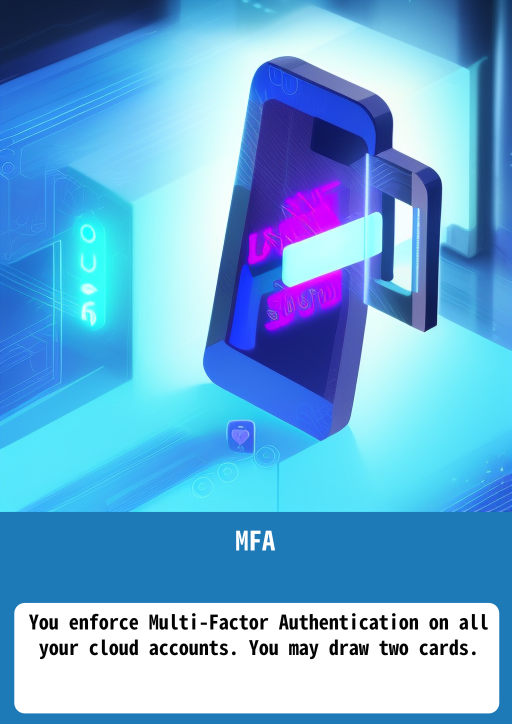 MFA
You enforce Multi-Factor Authentication on all
your cloud accounts. You may draw two cards.